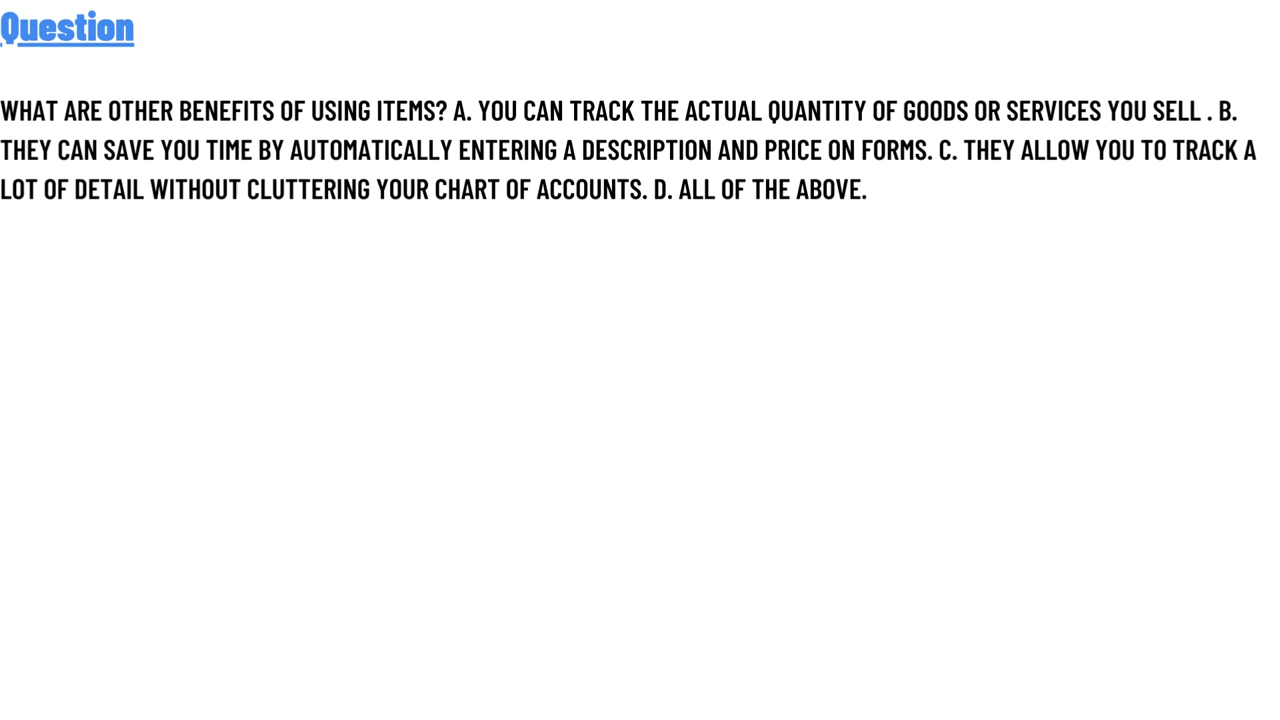 Question
WHAT ARE OTHER BENEFITS OF USING ITEMS? A. YOU CAN TRACK THE ACTUAL QUANTITY OF GOODS OR SERVICES YOU SELL . B.
THEY CAN SAVE YOU TIME BY AUTOMATICALLY ENTERING A DESCRIPTION AND PRICE ON FORMS. C. THEY ALLOW YOU TO TRACK A
LOT OF DETAIL WITHOUT CLUTTERING YOUR CHART OF ACCOUNTS. D. ALL OF THE ABOVE.